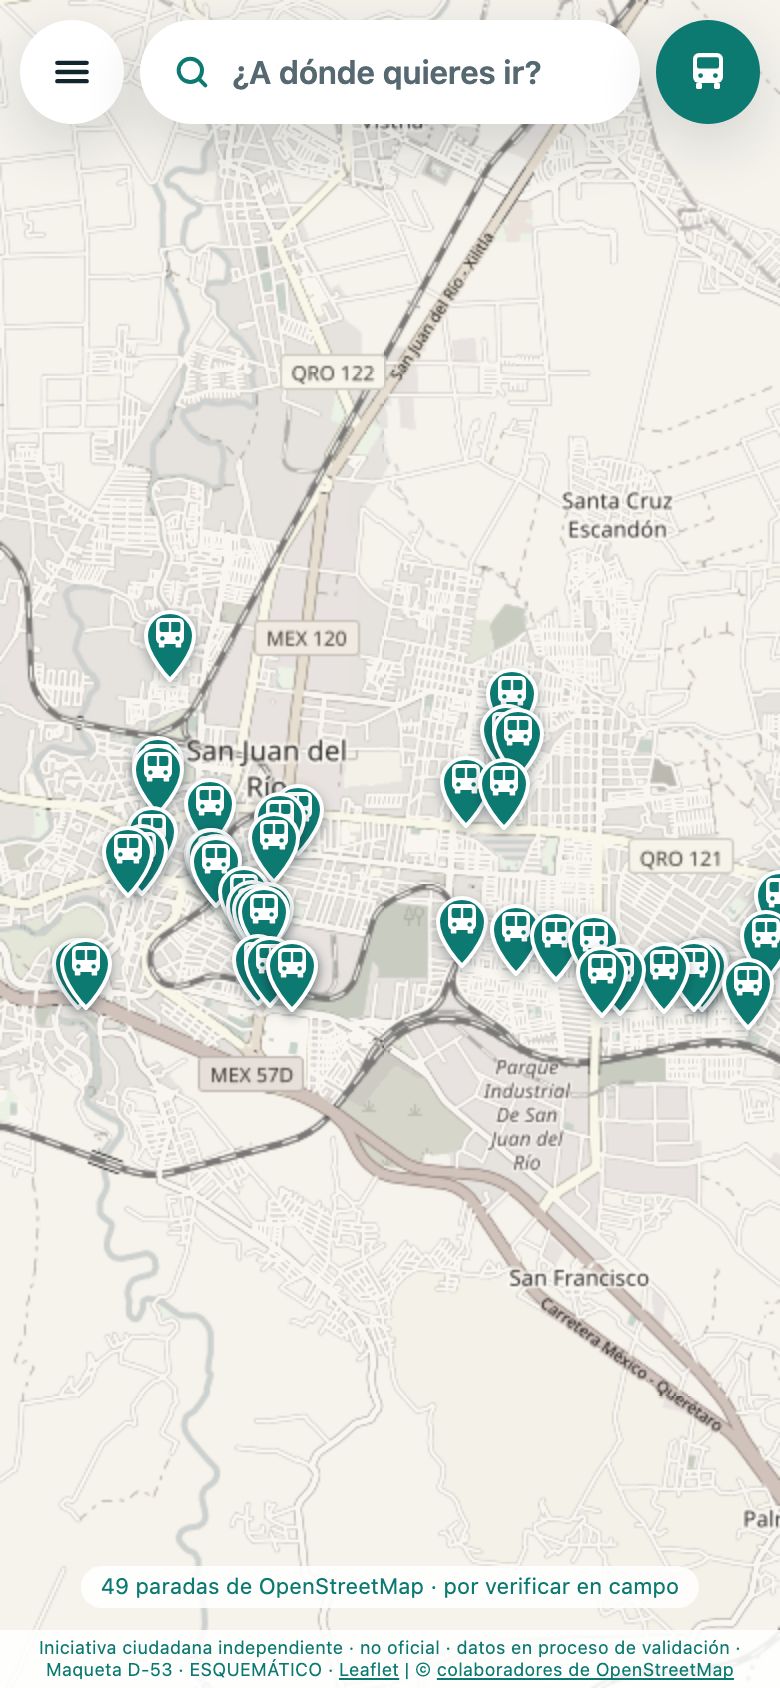 ¿A dónde quieres ir?
San Juan del Río - Xilitla
QRO 122
Santa Cruz
Escandón
MEX 120
San Juan del
Río
QRO 121
MEX 57D
Parque
Industrial
De San
Juan del
Río
San Francisco
Carretera México - Querétaro
49 paradas de OpenStreetMap · por verificar en campo
Iniciativa ciudadana independiente · no oficial · datos en proceso de validación ·
Maqueta D-53 · ESQUEMÁTICO · Leaflet | © colaboradores de OpenStreetMap